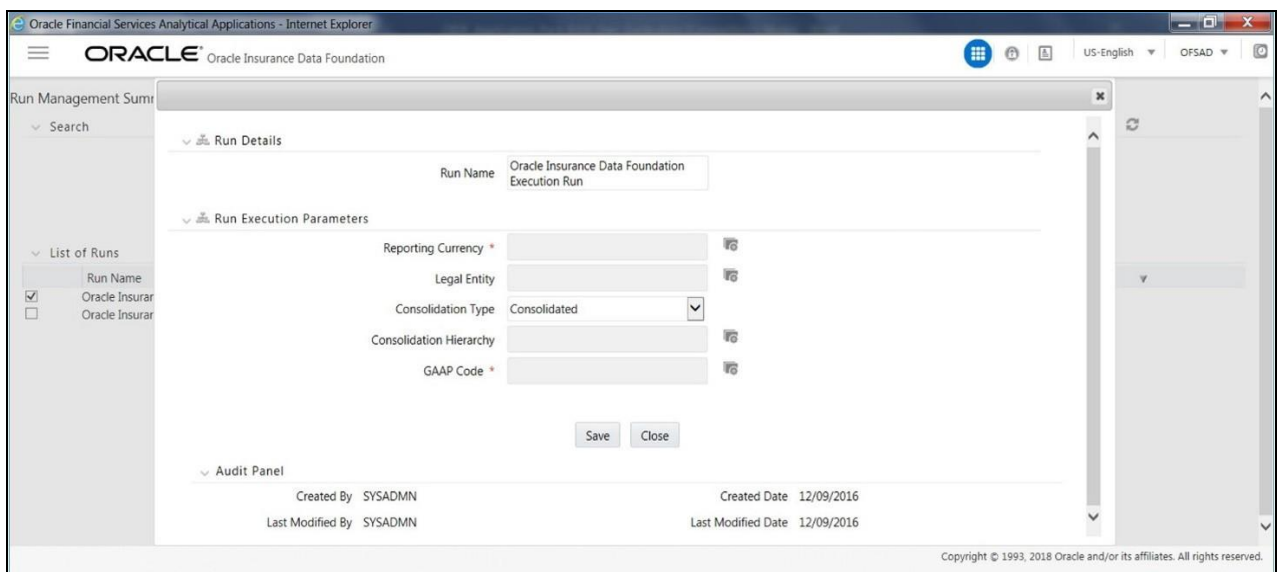 Oracle Financial Services Analytical Applications - Internet Explorer
ORACLE® Oracle Insurance Data Foundation
US-English
OFSAD
Run Management Sumr
Search
Run Details
Run Name
Oracle Insurance Data Foundation
Execution Run
Run Execution Parameters
Reporting Currency *
List of Runs
Legal Entity
Run Name
Consolidation Type Consolidated
Oracle Insurar
Oracle Insurar
Consolidation Hierarchy
GAAP Code *
Save Close
Audit Panel
Created By SYSADMN Created Date 12/09/2016
Last Modified By SYSADMN Last Modified Date 12/09/2016
Copyright © 1993, 2018 Oracle and/or its affiliates. All rights reserved.